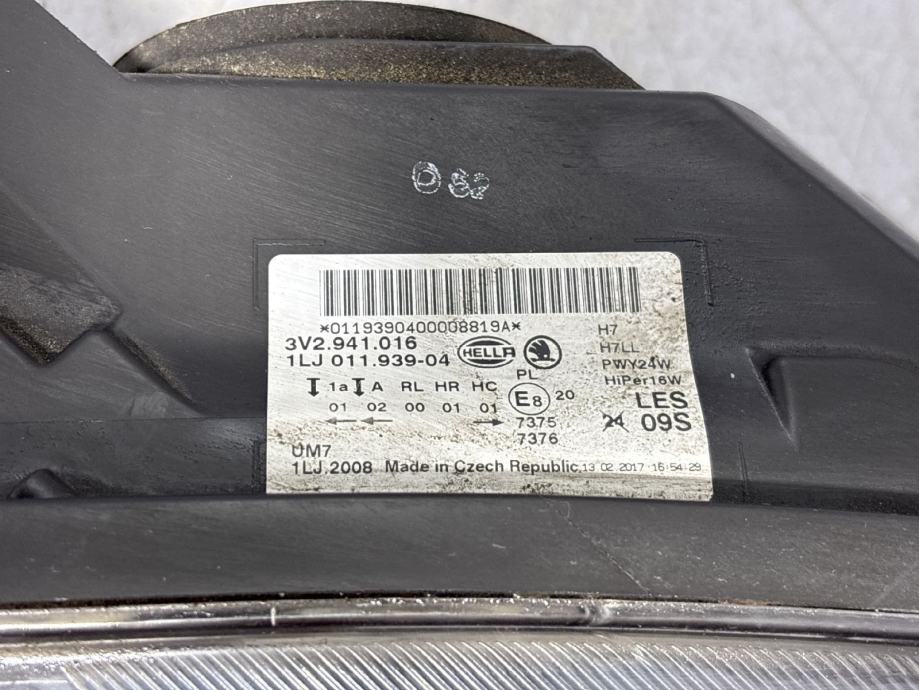 082
*0119390400008819A*
3V2.941.016
1LJ 011.939-04
HELLA
H7
H7LL
PWY24W
HiPer16W
PL
1a A RL HR HC
E8 20
01 02 00 01 01
7375
7376
LES
24 09S
UM7
1LJ.2008 Made in Czech Republic 13 02 2017 - 16:54:29